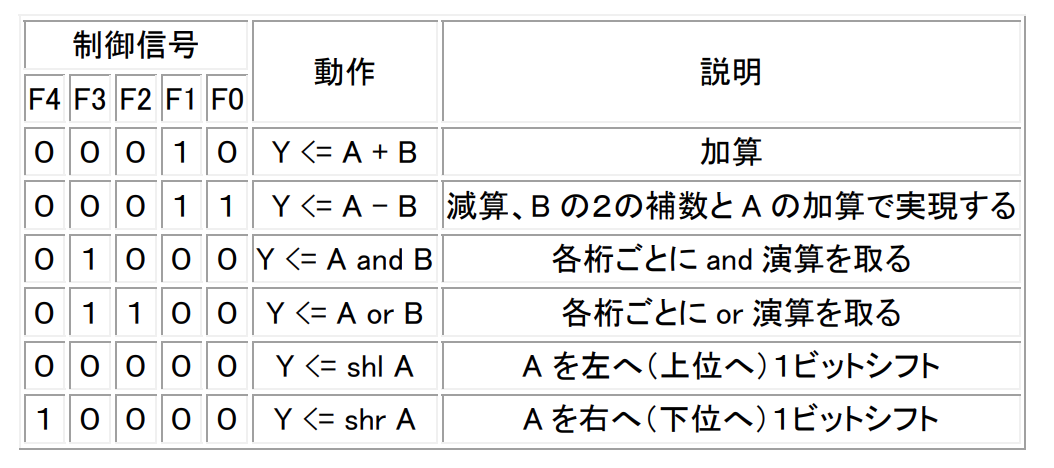 制御信号 動作 説明
F4 F3 F2 F1 F0
0 0 0 1 0 Y <= A + B 加算
0 0 0 1 1 Y <= A − B 減算、B の2の補数と A の加算で実現する
0 1 0 0 0 Y <= A and B 各桁ごとに and 演算を取る
0 1 1 0 0 Y <= A or B 各桁ごとに or 演算を取る
0 0 0 0 0 Y <= shl A A を左へ（上位へ）1ビットシフト
1 0 0 0 0 Y <= shr A A を右へ（下位へ）1ビットシフト